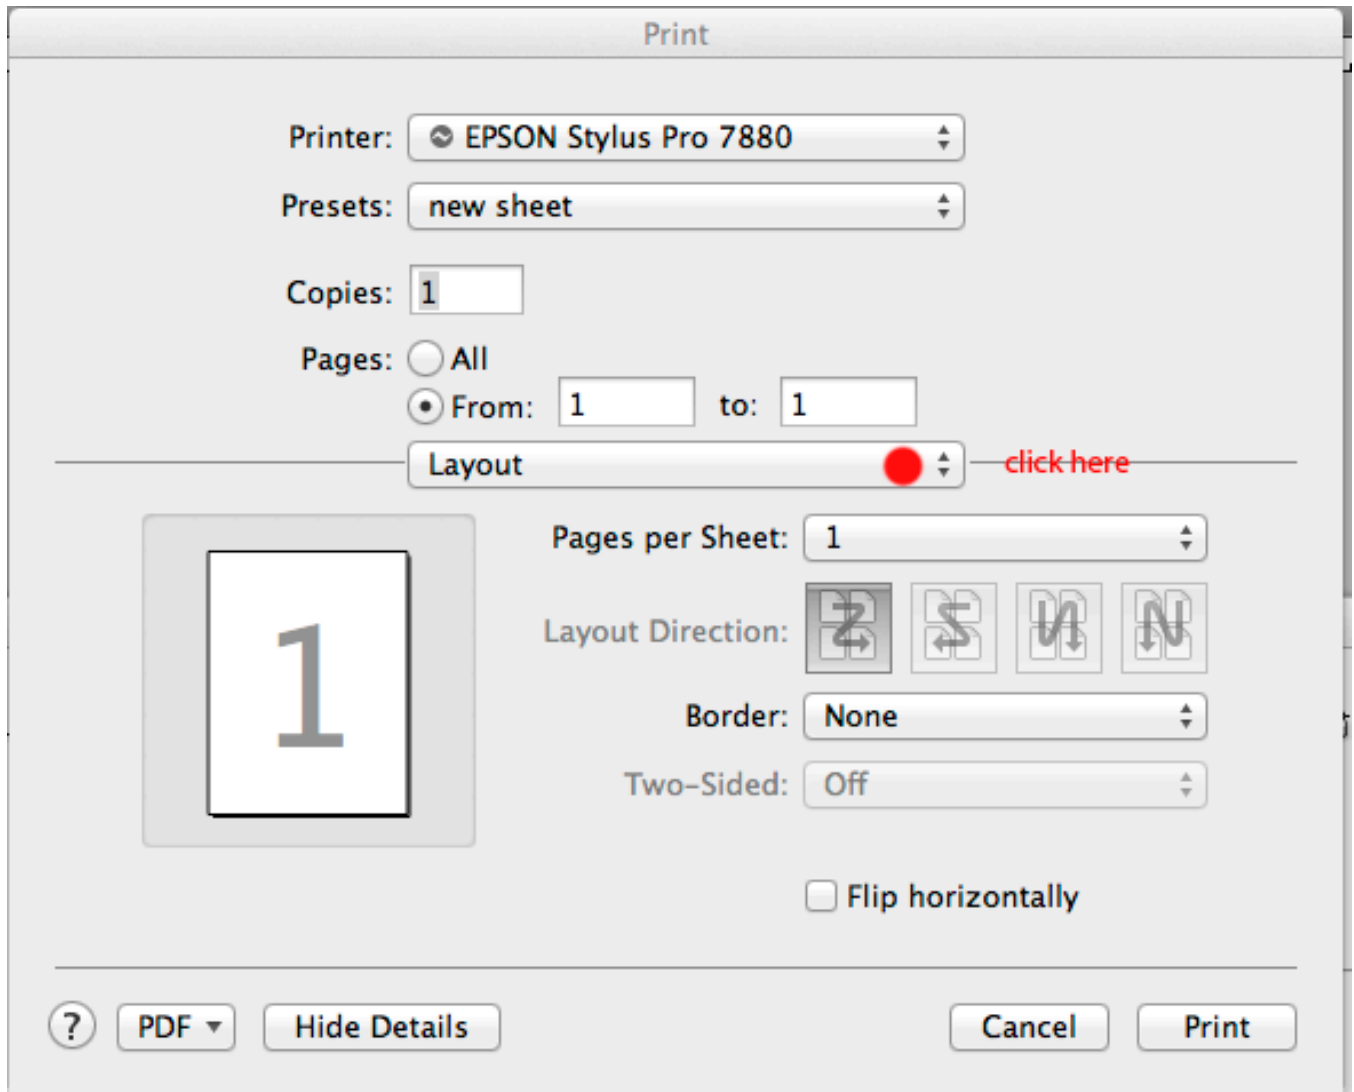 Print
Printer: EPSON Stylus Pro 7880
Presets: new sheet
Copies: 1
Pages: All
From: 1 to: 1
Layout click here
1
Pages per Sheet: 1
Layout Direction:
Border: None
Two-Sided: Off
Flip horizontally
? PDF Hide Details Cancel Print